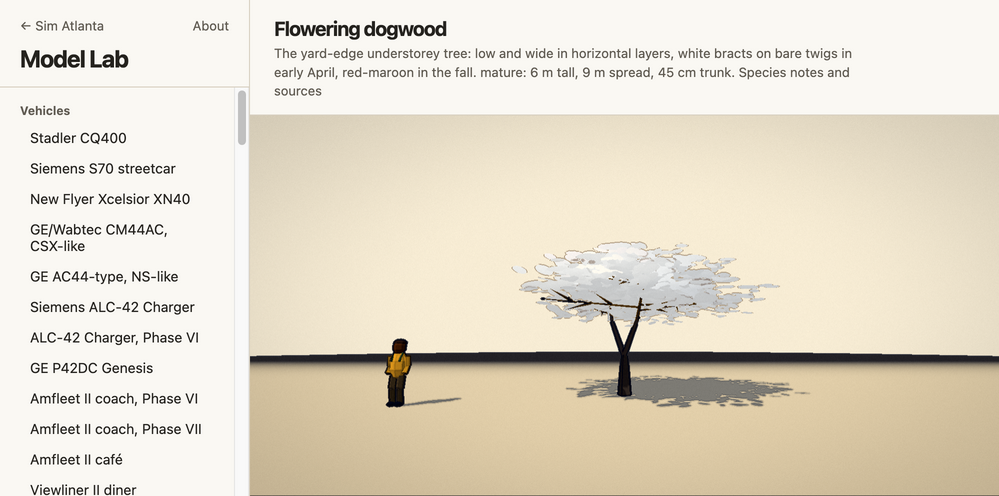 ← Sim Atlanta
About
Model Lab
Vehicles
Stadler CQ400
Siemens S70 streetcar
New Flyer Xcelsior XN40
GE/Wabtec CM44AC,
CSX-like
GE AC44-type, NS-like
Siemens ALC-42 Charger
ALC-42 Charger, Phase VI
GE P42DC Genesis
Amfleet II coach, Phase VI
Amfleet II coach, Phase VII
Amfleet II café
Viewliner II diner
Flowering dogwood
The yard-edge understorey tree: low and wide in horizontal layers, white bracts on bare twigs in
early April, red-maroon in the fall. mature: 6 m tall, 9 m spread, 45 cm trunk. Species notes and
sources